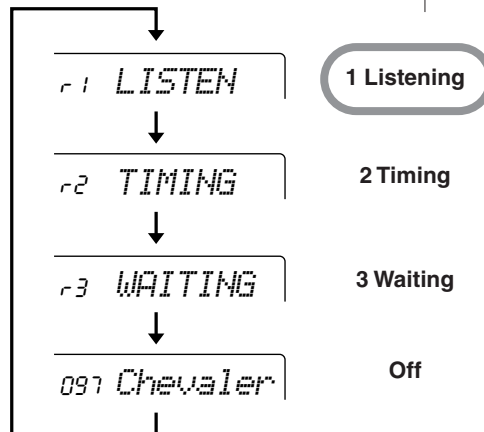 r1 LISTEN 1 Listening
r2 TIMING 2 Timing
r3 WAITING 3 Waiting
097 Chevaler Off